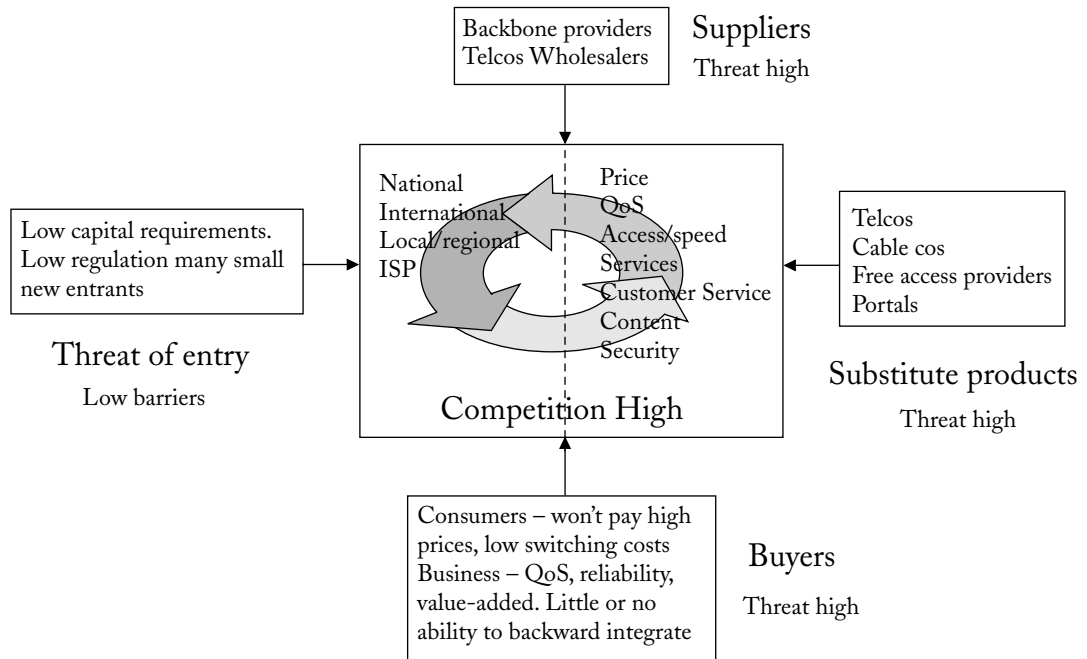 Backbone providers
Telcos Wholesalers
Suppliers
Threat high
National
International
Local/regional
ISP
Price
QoS
Access/speed
Services
Customer Service
Content
Security
Competition High
Low capital requirements.
Low regulation many small
new entrants
Threat of entry
Low barriers
Telcos
Cable cos
Free access providers
Portals
Substitute products
Threat high
Consumers – won’t pay high
prices, low switching costs
Business – QoS, reliability,
value-added. Little or no
ability to backward integrate
Buyers
Threat high